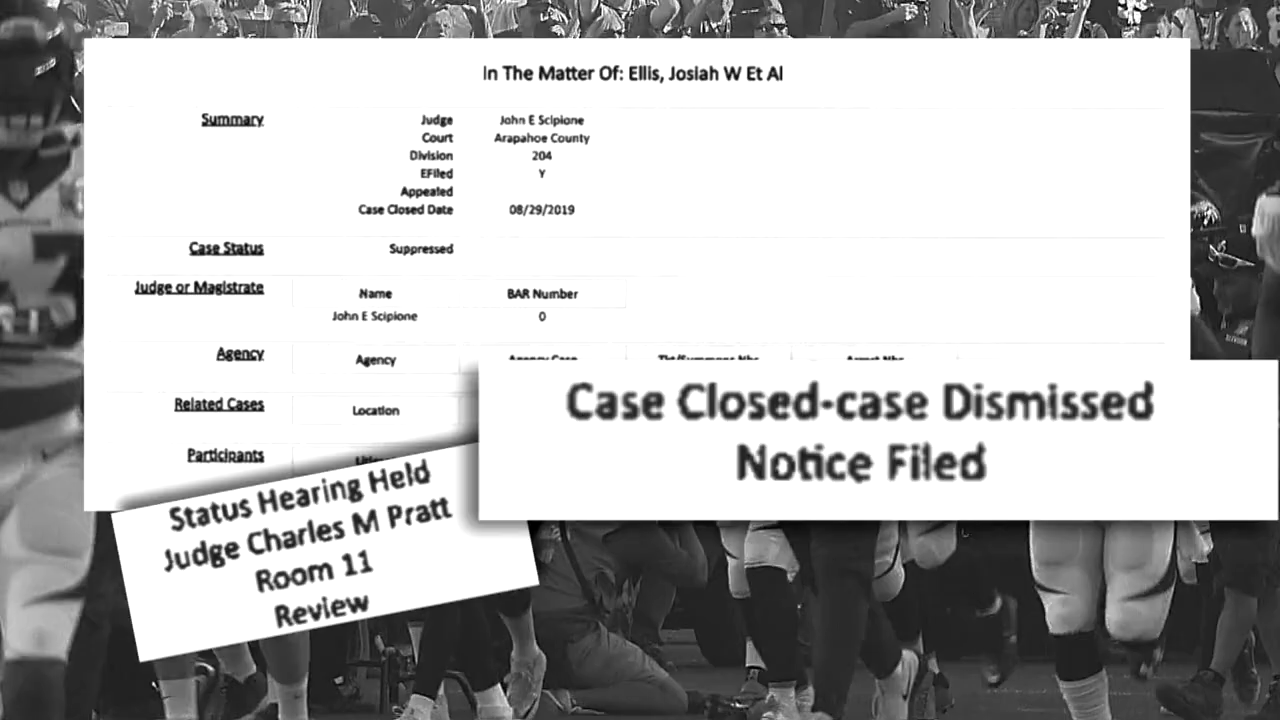 In The Matter Of: Ellis, Josiah W Et Al
Summary
Judge John E Scipione
Court Arapahoe County
Division 204
EFiled Y
Appealed
Case Closed Date 08/29/2019
Case Status Suppressed
Judge or Magistrate Name BAR Number
John E Scipione 0
Agency Agency Agency Case
Related Cases Location
Participants
Case Closed-case Dismissed
Notice Filed
Status Hearing Held
Judge Charles M Pratt
Room 11
Review